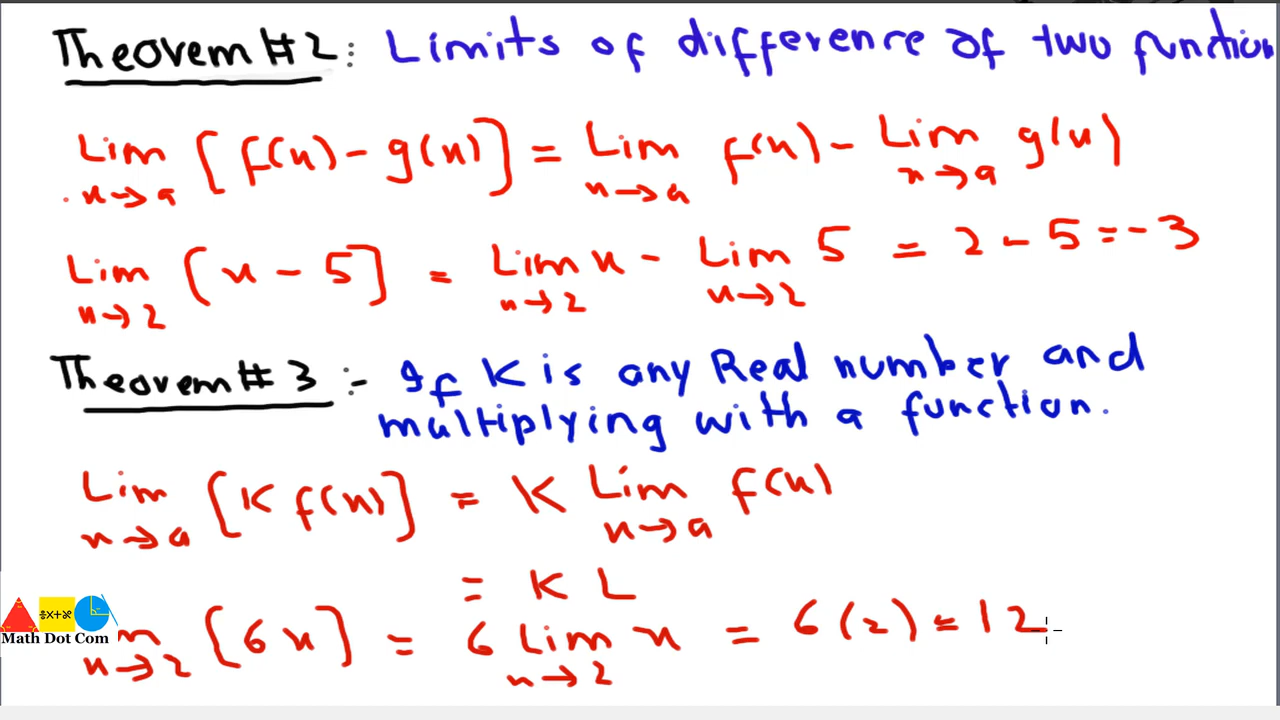 Theorem #2: Limits of difference of two function
Lim x→a [f(x) - g(x)] = Lim x→a f(x) - Lim x→a g(x)
Lim x→2 [x - 5] = Lim x→2 x - Lim x→2 5 = 2 - 5 = -3
Theorem # 3 :- If K is any Real number and
multiplying with a function.
Lim x→a [K f(x)] = K Lim x→a f(x)
= K L
m x→2 [6x] = 6 Lim x→2 x = 6(2) = 12
Math Dot Com